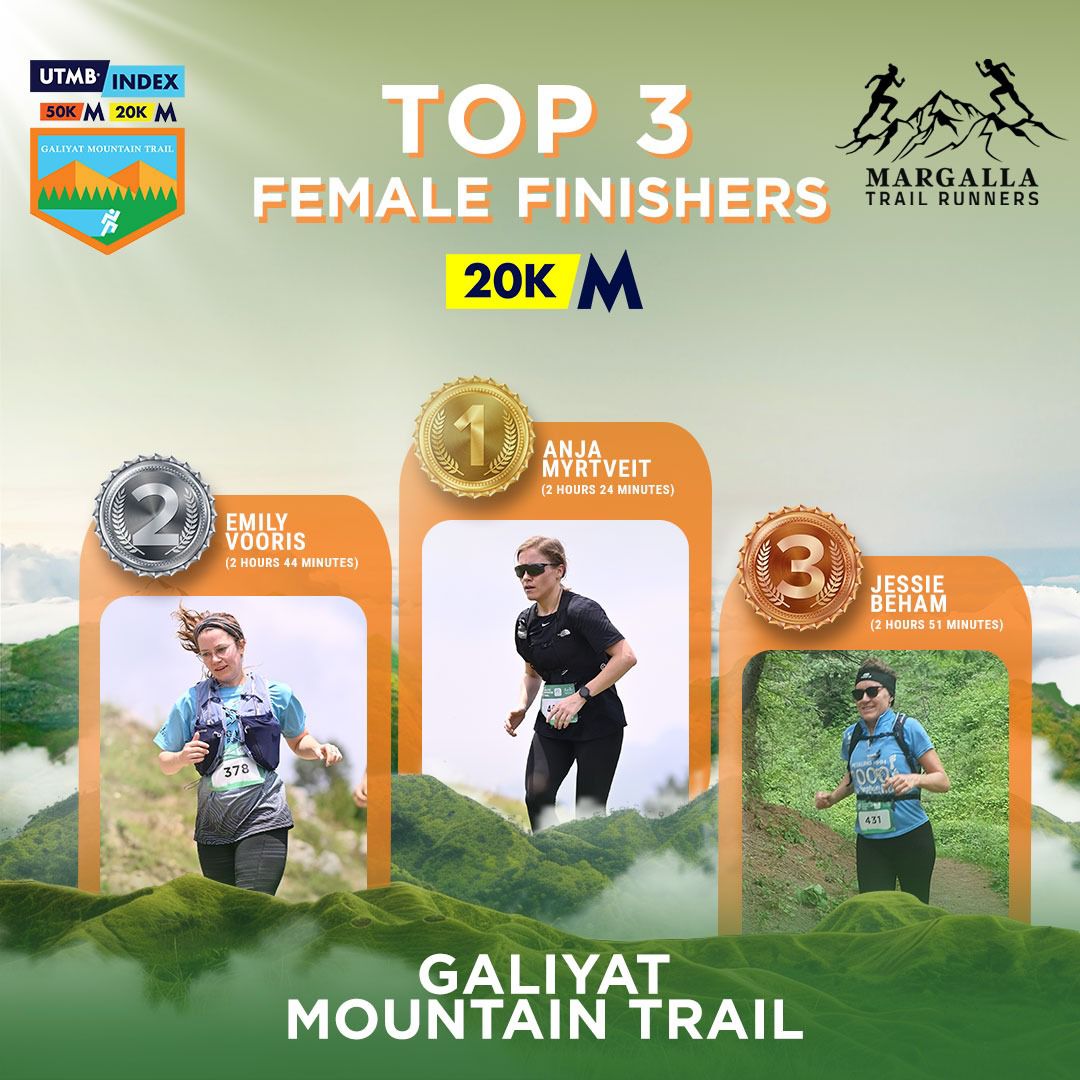 UTMB® INDEX
50K M 20K M
GALIYAT MOUNTAIN TRAIL
TOP 3
FEMALE FINISHERS
20K M
MARGALLA
TRAIL RUNNERS
1
ANJA
MYRTVEIT
(2 HOURS 24 MINUTES)
2
EMILY
VOORIS
(2 HOURS 44 MINUTES)
378
3
JESSIE
BEHAM
(2 HOURS 51 MINUTES)
431
GALIYAT
MOUNTAIN TRAIL